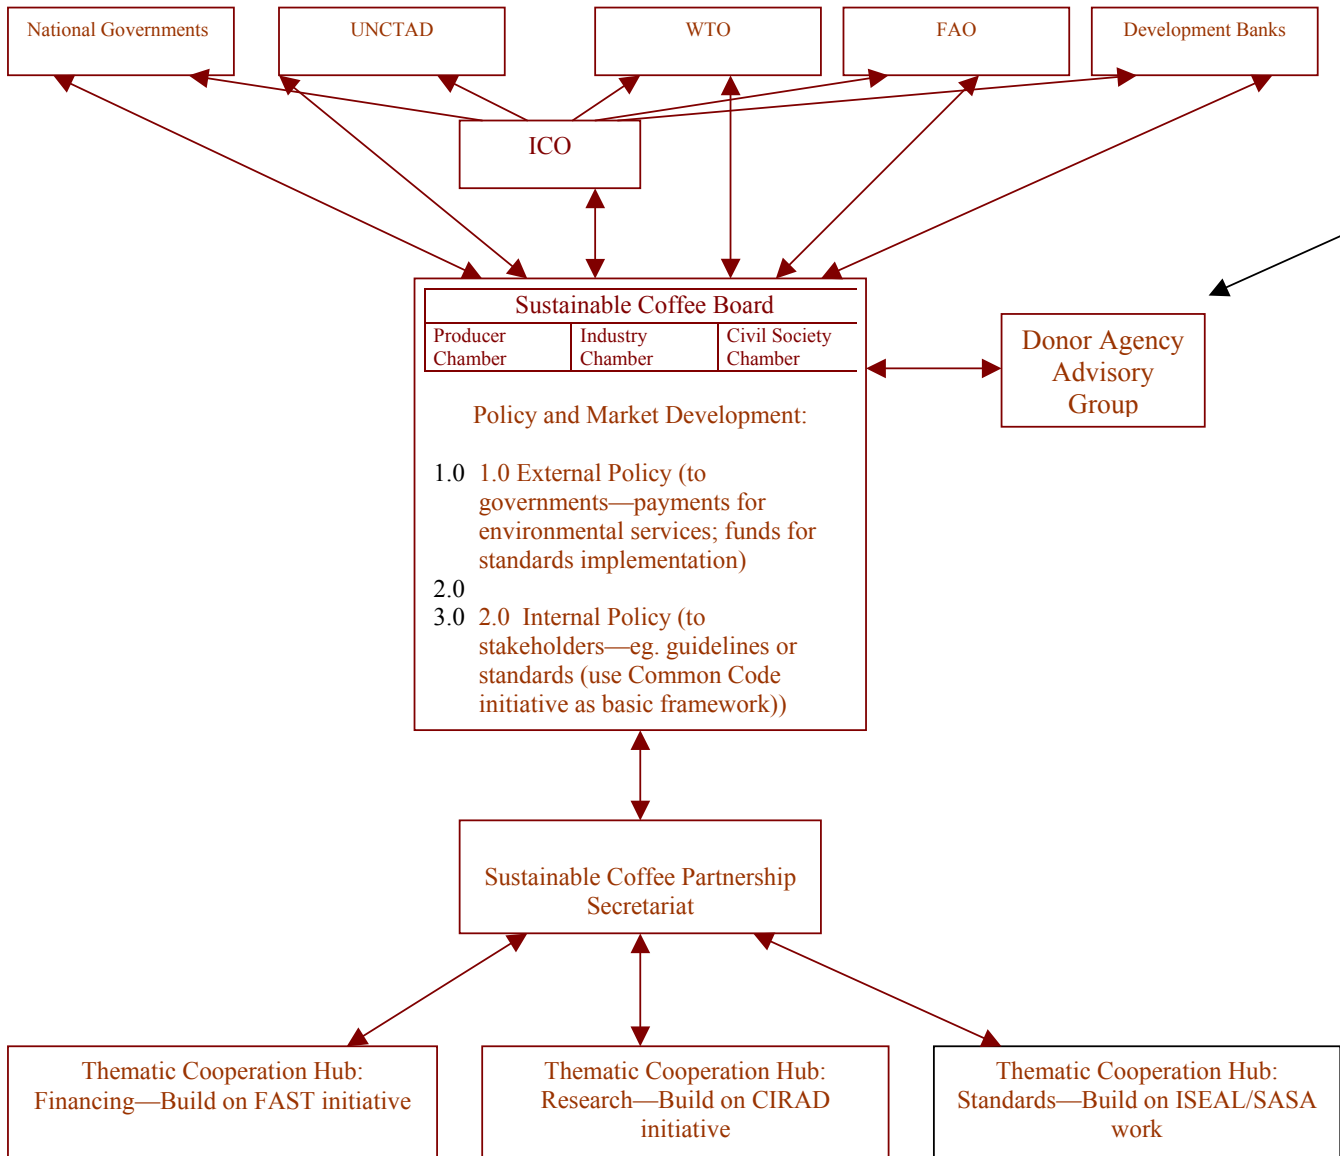 National Governments
UNCTAD
WTO
FAO
Development Banks
ICO
Sustainable Coffee Board
Producer
Chamber
Industry
Chamber
Civil Society
Chamber
Donor Agency
Advisory
Group
Policy and Market Development:
1.0 1.0 External Policy (to
governments—payments for
environmental services; funds for
standards implementation)
2.0
3.0 2.0 Internal Policy (to
stakeholders—eg. guidelines or
standards (use Common Code
initiative as basic framework))
Sustainable Coffee Partnership
Secretariat
Thematic Cooperation Hub:
Financing—Build on FAST initiative
Thematic Cooperation Hub:
Research—Build on CIRAD
initiative
Thematic Cooperation Hub:
Standards—Build on ISEAL/SASA
work